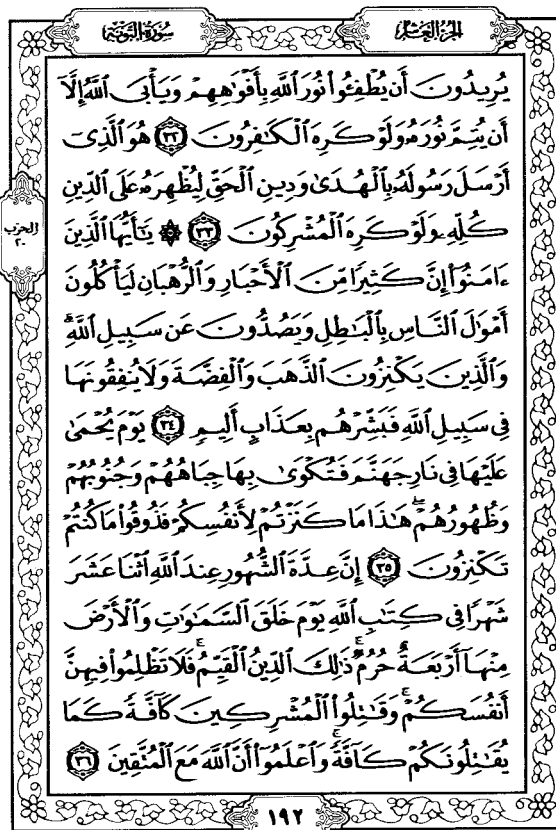 سُورَةُ التَّوْبَةِ
الجُزْءُ العَاشِرُ
يُرِيدُونَ أَن يُطْفِـُٔوا۟ نُورَ ٱللَّهِ بِأَفْوَٰهِهِمْ وَيَأْبَى ٱللَّهُ إِلَّآ
أَن يُتِمَّ نُورَهُۥ وَلَوْ كَرِهَ ٱلْكَٰفِرُونَ ٣٢ هُوَ ٱلَّذِىٓ
أَرْسَلَ رَسُولَهُۥ بِٱلْهُدَىٰ وَدِينِ ٱلْحَقِّ لِيُظْهِرَهُۥ عَلَى ٱلدِّينِ
كُلِّهِۦ وَلَوْ كَرِهَ ٱلْمُشْرِكُونَ ٣٣ ۞ يَٰٓأَيُّهَا ٱلَّذِينَ
ءَامَنُوٓا۟ إِنَّ كَثِيرًا مِّنَ ٱلْأَحْبَارِ وَٱلرُّهْبَانِ لَيَأْكُلُونَ
أَمْوَٰلَ ٱلنَّاسِ بِٱلْبَٰطِلِ وَيَصُدُّونَ عَن سَبِيلِ ٱللَّهِ ۗ
وَٱلَّذِينَ يَكْنِزُونَ ٱلذَّهَبَ وَٱلْفِضَّةَ وَلَا يُنفِقُونَهَا
فِى سَبِيلِ ٱللَّهِ فَبَشِّرْهُم بِعَذَابٍ أَلِيمٍ ٣٤ يَوْمَ يُحْمَىٰ
عَلَيْهَا فِى نَارِ جَهَنَّمَ فَتُكْوَىٰ بِهَا جِبَاهُهُمْ وَجُنُوبُهُمْ
وَظُهُورُهُمْ ۖ هَٰذَا مَا كَنَزْتُمْ لِأَنفُسِكُمْ فَذُوقُوا۟ مَا كُنتُمْ
تَكْنِزُونَ ٣٥ إِنَّ عِدَّةَ ٱلشُّهُورِ عِندَ ٱللَّهِ ٱثْنَا عَشَرَ
شَهْرًا فِى كِتَٰبِ ٱللَّهِ يَوْمَ خَلَقَ ٱلسَّمَٰوَٰتِ وَٱلْأَرْضَ
مِنْهَآ أَرْبَعَةٌ حُرُمٌ ۚ ذَٰلِكَ ٱلدِّينُ ٱلْقَيِّمُ ۚ فَلَا تَظْلِمُوا۟ فِيهِنَّ
أَنفُسَكُمْ ۚ وَقَٰتِلُوا۟ ٱلْمُشْرِكِينَ كَآفَّةً كَمَا
يُقَٰتِلُونَكُمْ كَآفَّةً ۚ وَٱعْلَمُوٓا۟ أَنَّ ٱللَّهَ مَعَ ٱلْمُتَّقِينَ ٣٦
الحزب
٢٠
١٩٢